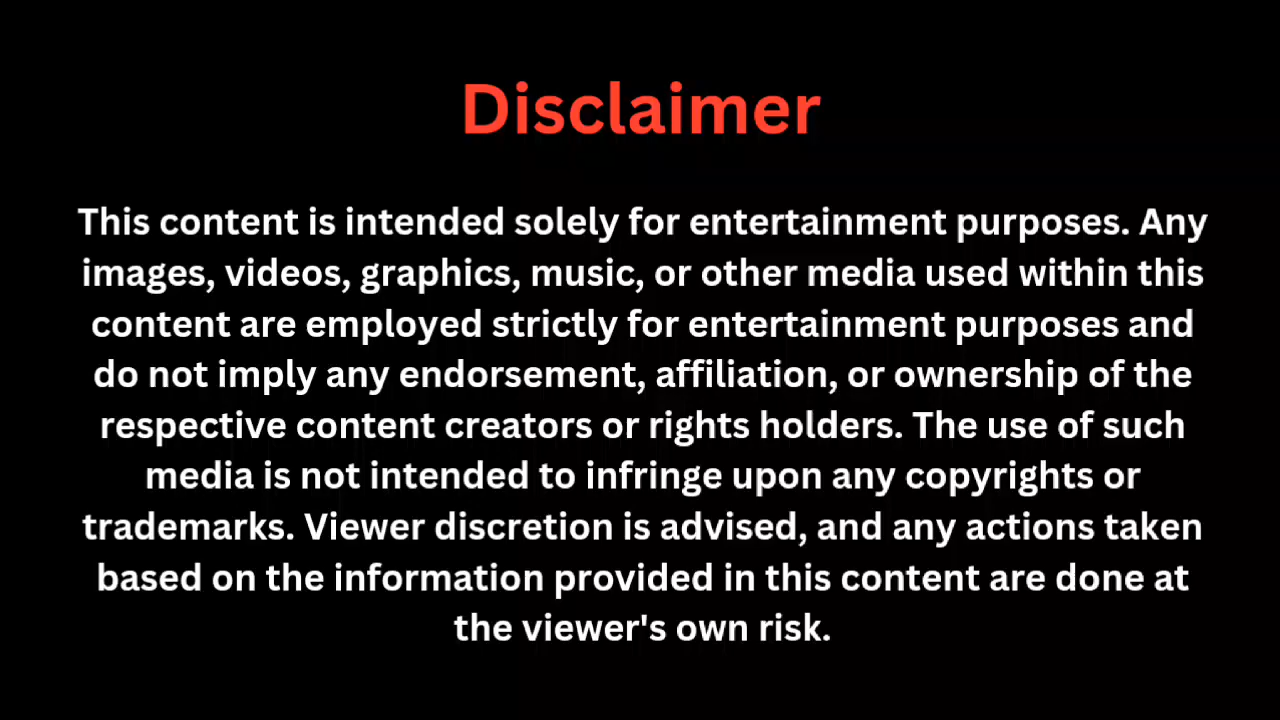 Disclaimer
This content is intended solely for entertainment purposes. Any
images, videos, graphics, music, or other media used within this
content are employed strictly for entertainment purposes and
do not imply any endorsement, affiliation, or ownership of the
respective content creators or rights holders. The use of such
media is not intended to infringe upon any copyrights or
trademarks. Viewer discretion is advised, and any actions taken
based on the information provided in this content are done at
the viewer's own risk.